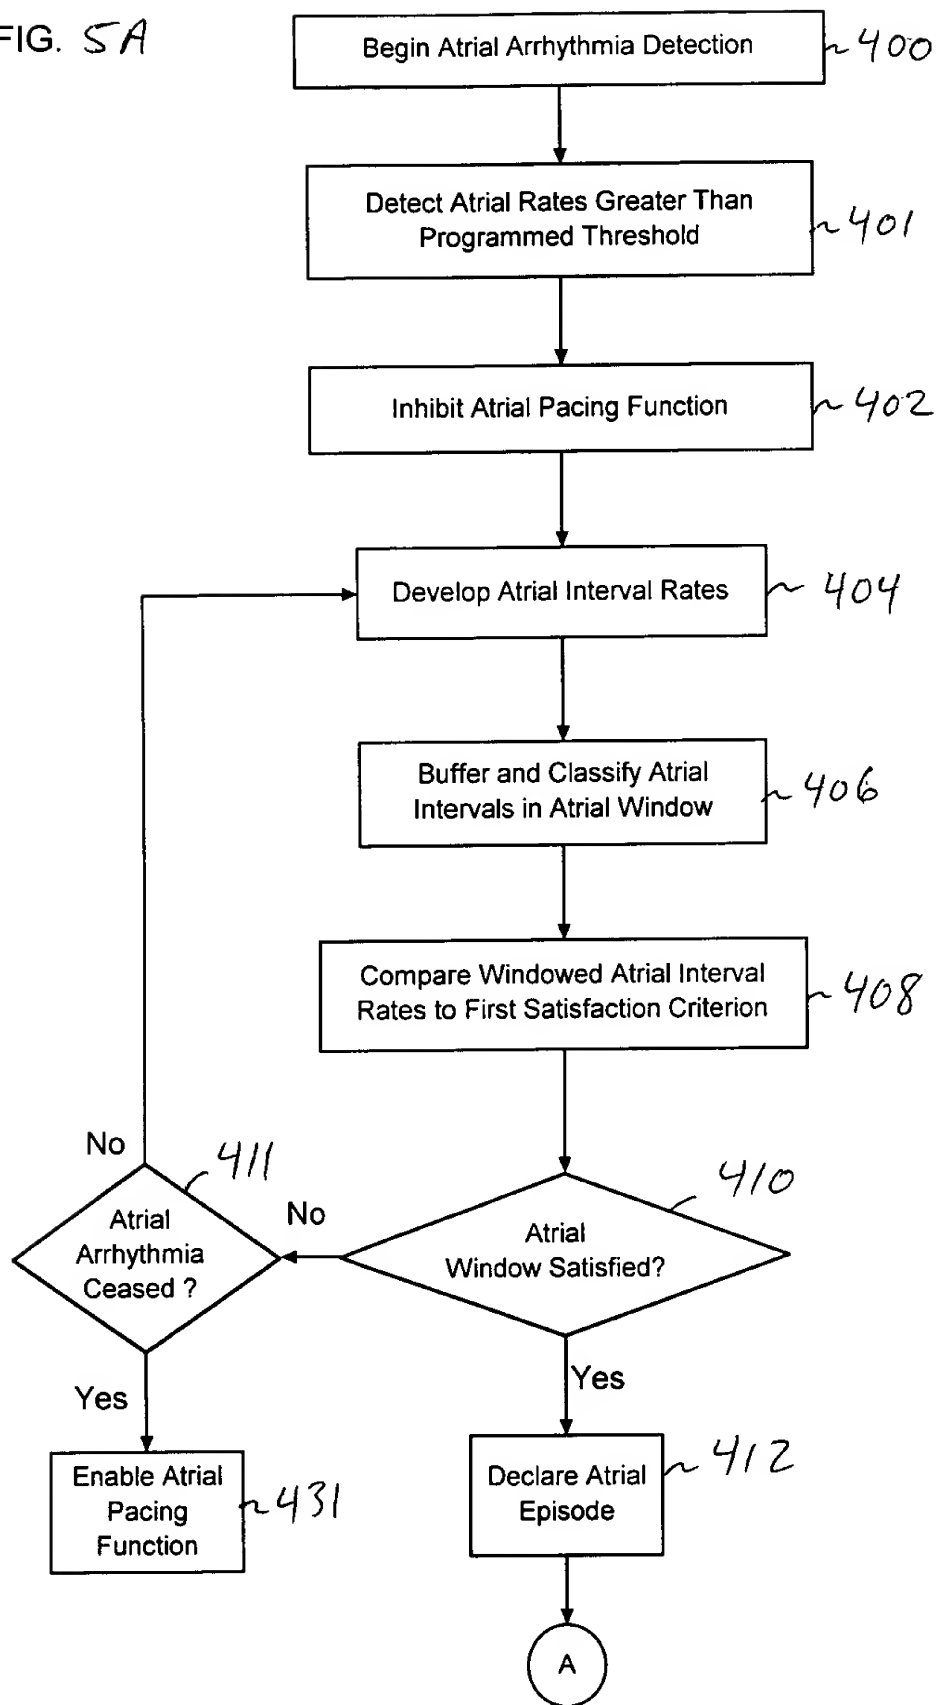 FIG. 5A
Begin Atrial Arrhythmia Detection
400
Detect Atrial Rates Greater Than
Programmed Threshold
401
Inhibit Atrial Pacing Function
402
Develop Atrial Interval Rates
404
Buffer and Classify Atrial
Intervals in Atrial Window
406
Compare Windowed Atrial Interval
Rates to First Satisfaction Criterion
408
410
Atrial
Window Satisfied?
No
411
Atrial
Arrhythmia
Ceased ?
No
Yes
Enable Atrial
Pacing
Function
431
Yes
Declare Atrial
Episode
412
A